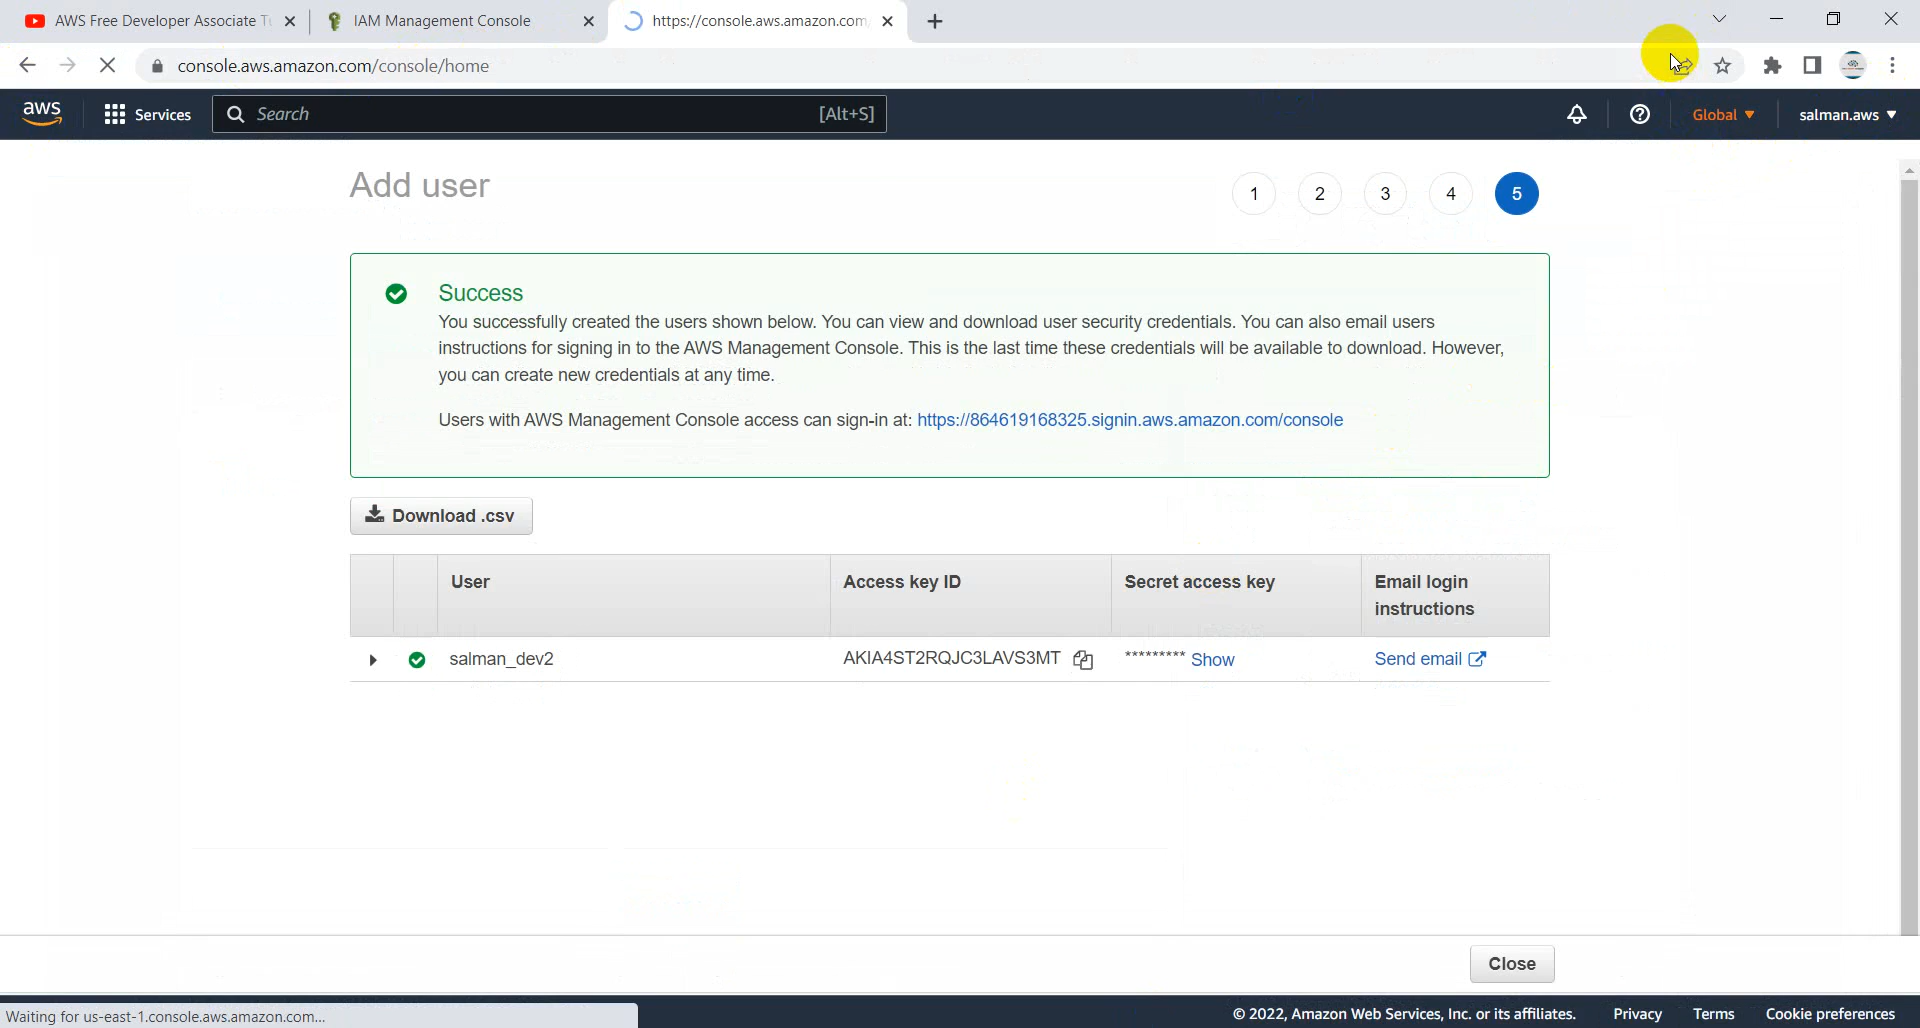 AWS Free Developer Associate Tu
IAM Management Console
https://console.aws.amazon.com/
console.aws.amazon.com/console/home
aws
Services
Search
[Alt+S]
Global
salman.aws
Add user
1 2 3 4 5
Success
You successfully created the users shown below. You can view and download user security credentials. You can also email users
instructions for signing in to the AWS Management Console. This is the last time these credentials will be available to download. However,
you can create new credentials at any time.
Users with AWS Management Console access can sign-in at: https://864619168325.signin.aws.amazon.com/console
Download .csv
User
Access key ID
Secret access key
Email login
instructions
salman_dev2
AKIA4ST2RQJC3LAVS3MT
********* Show
Send email
Close
Waiting for us-east-1.console.aws.amazon.com...
© 2022, Amazon Web Services, Inc. or its affiliates.
Privacy
Terms
Cookie preferences